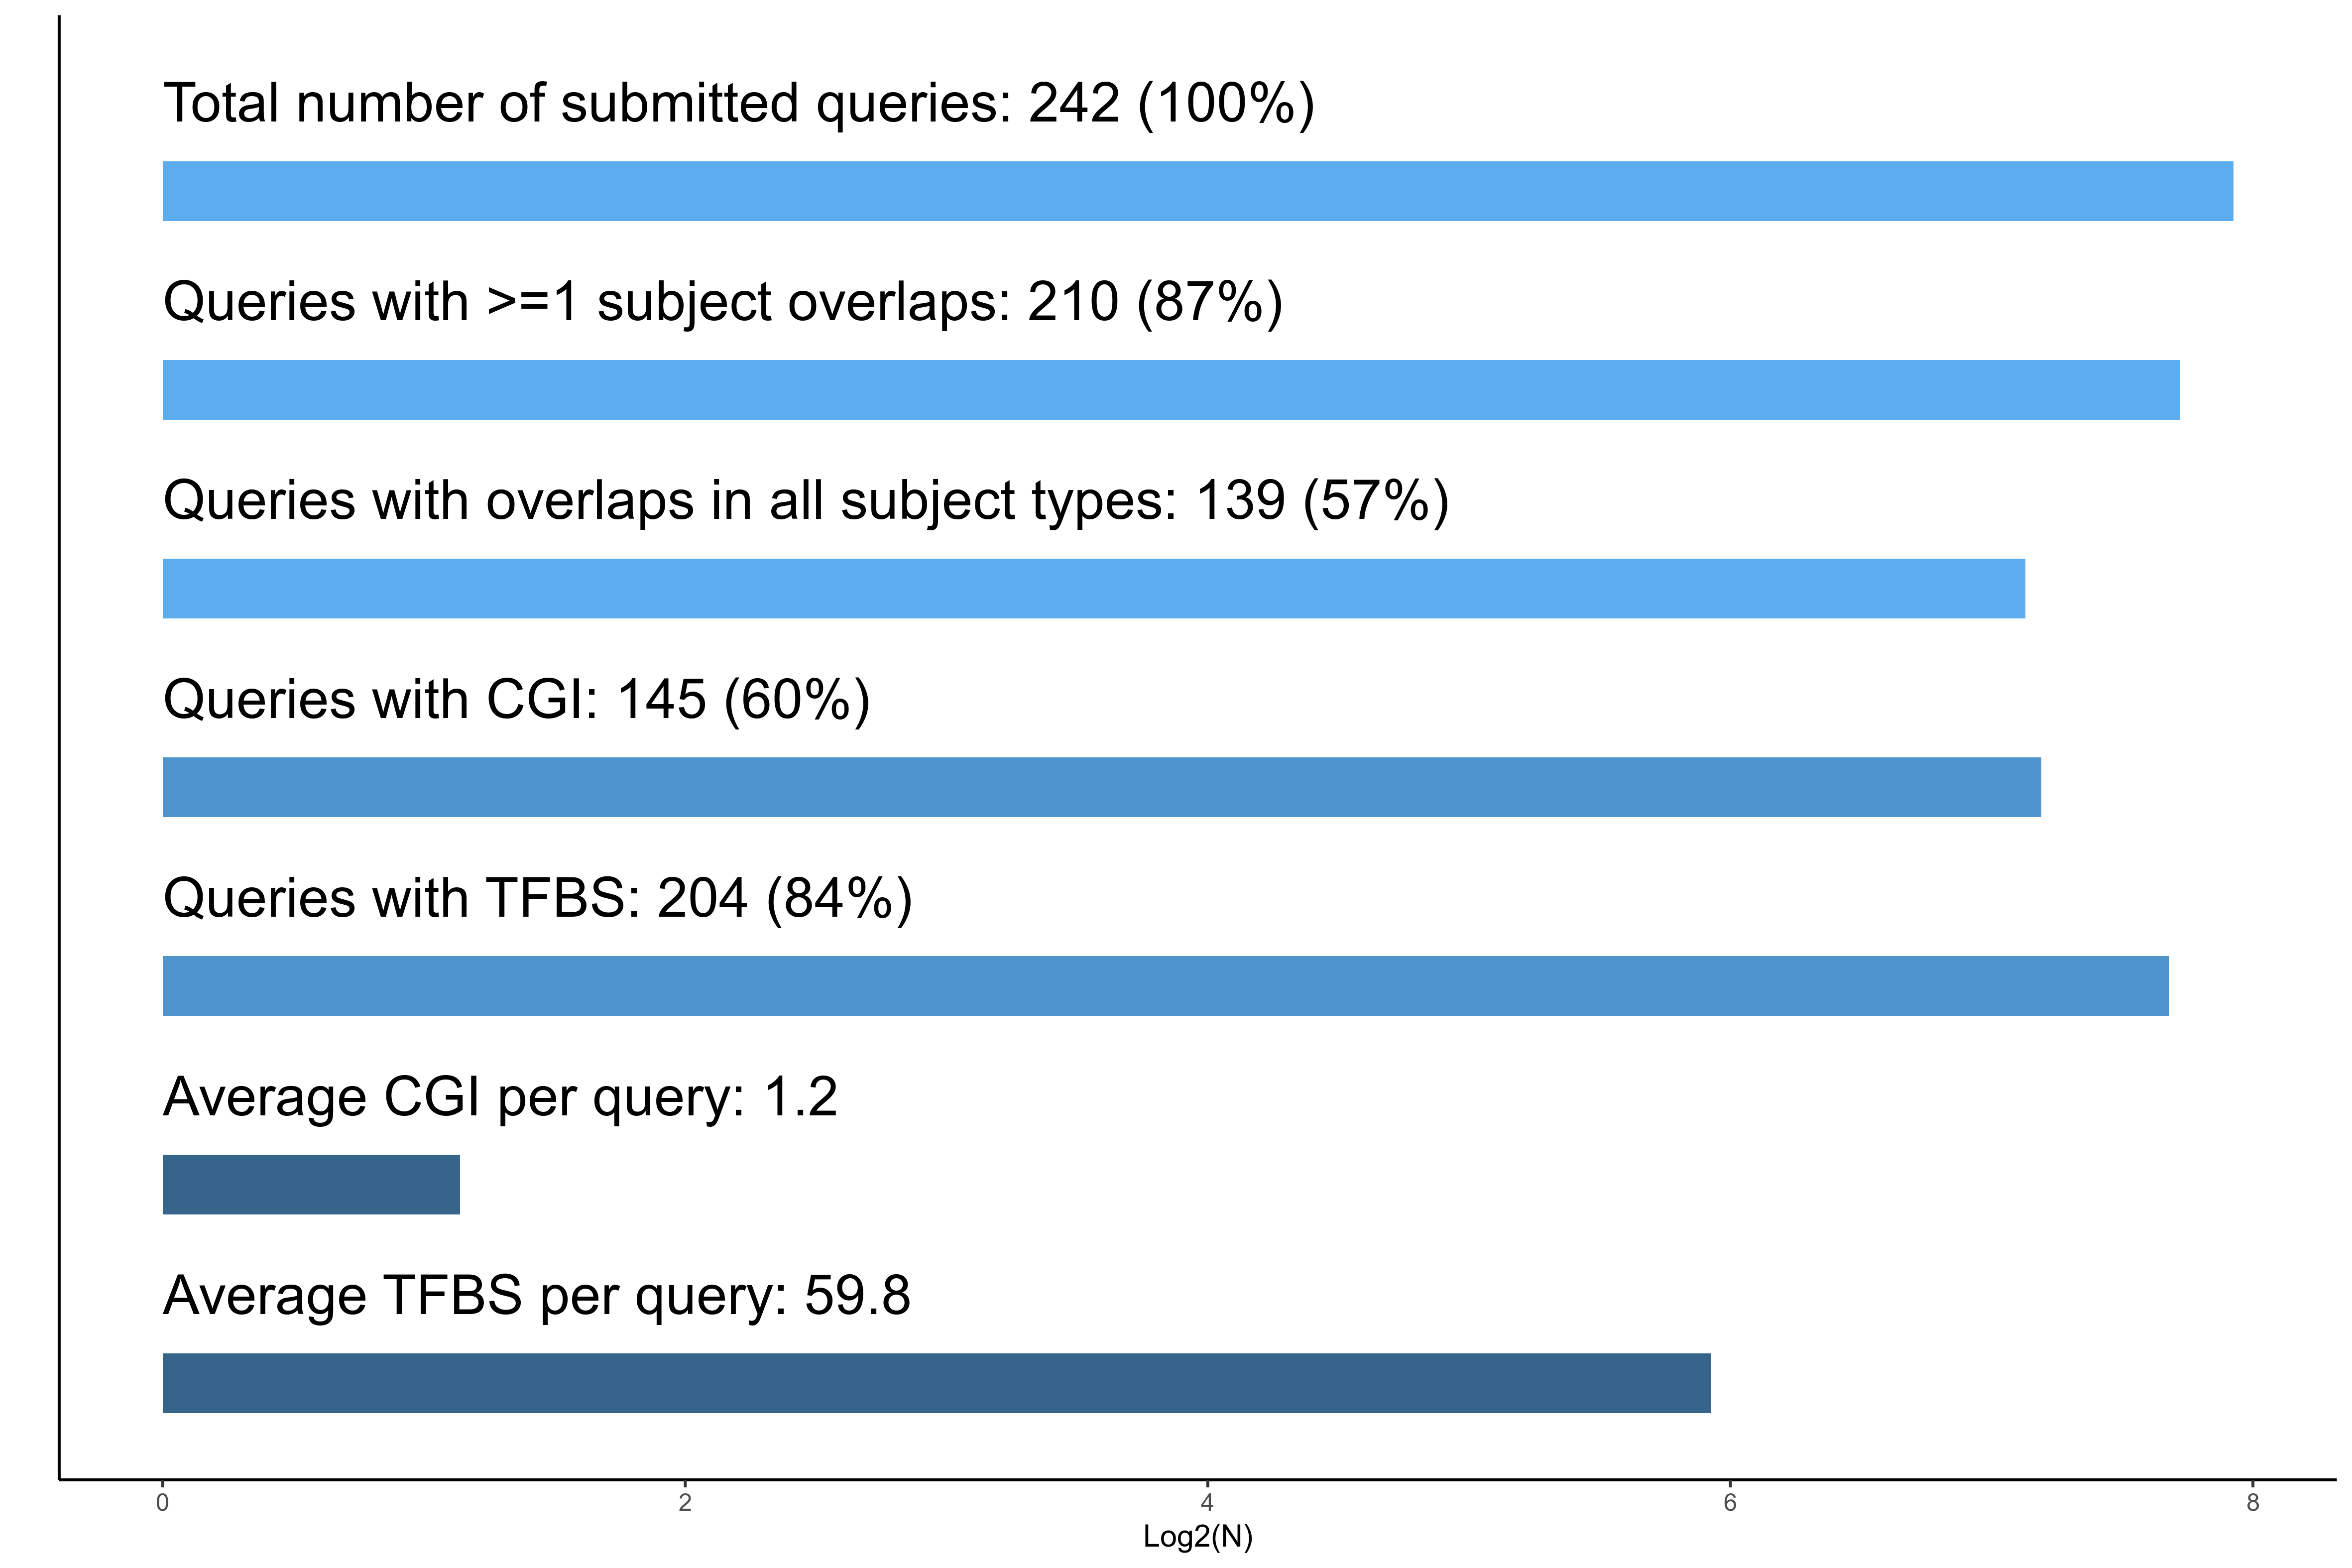 Total number of submitted queries: 242 (100%)
Queries with >=1 subject overlaps: 210 (87%)
Queries with overlaps in all subject types: 139 (57%)
Queries with CGI: 145 (60%)
Queries with TFBS: 204 (84%)
Average CGI per query: 1.2
Average TFBS per query: 59.8
0 2 4 6 8
Log2(N)